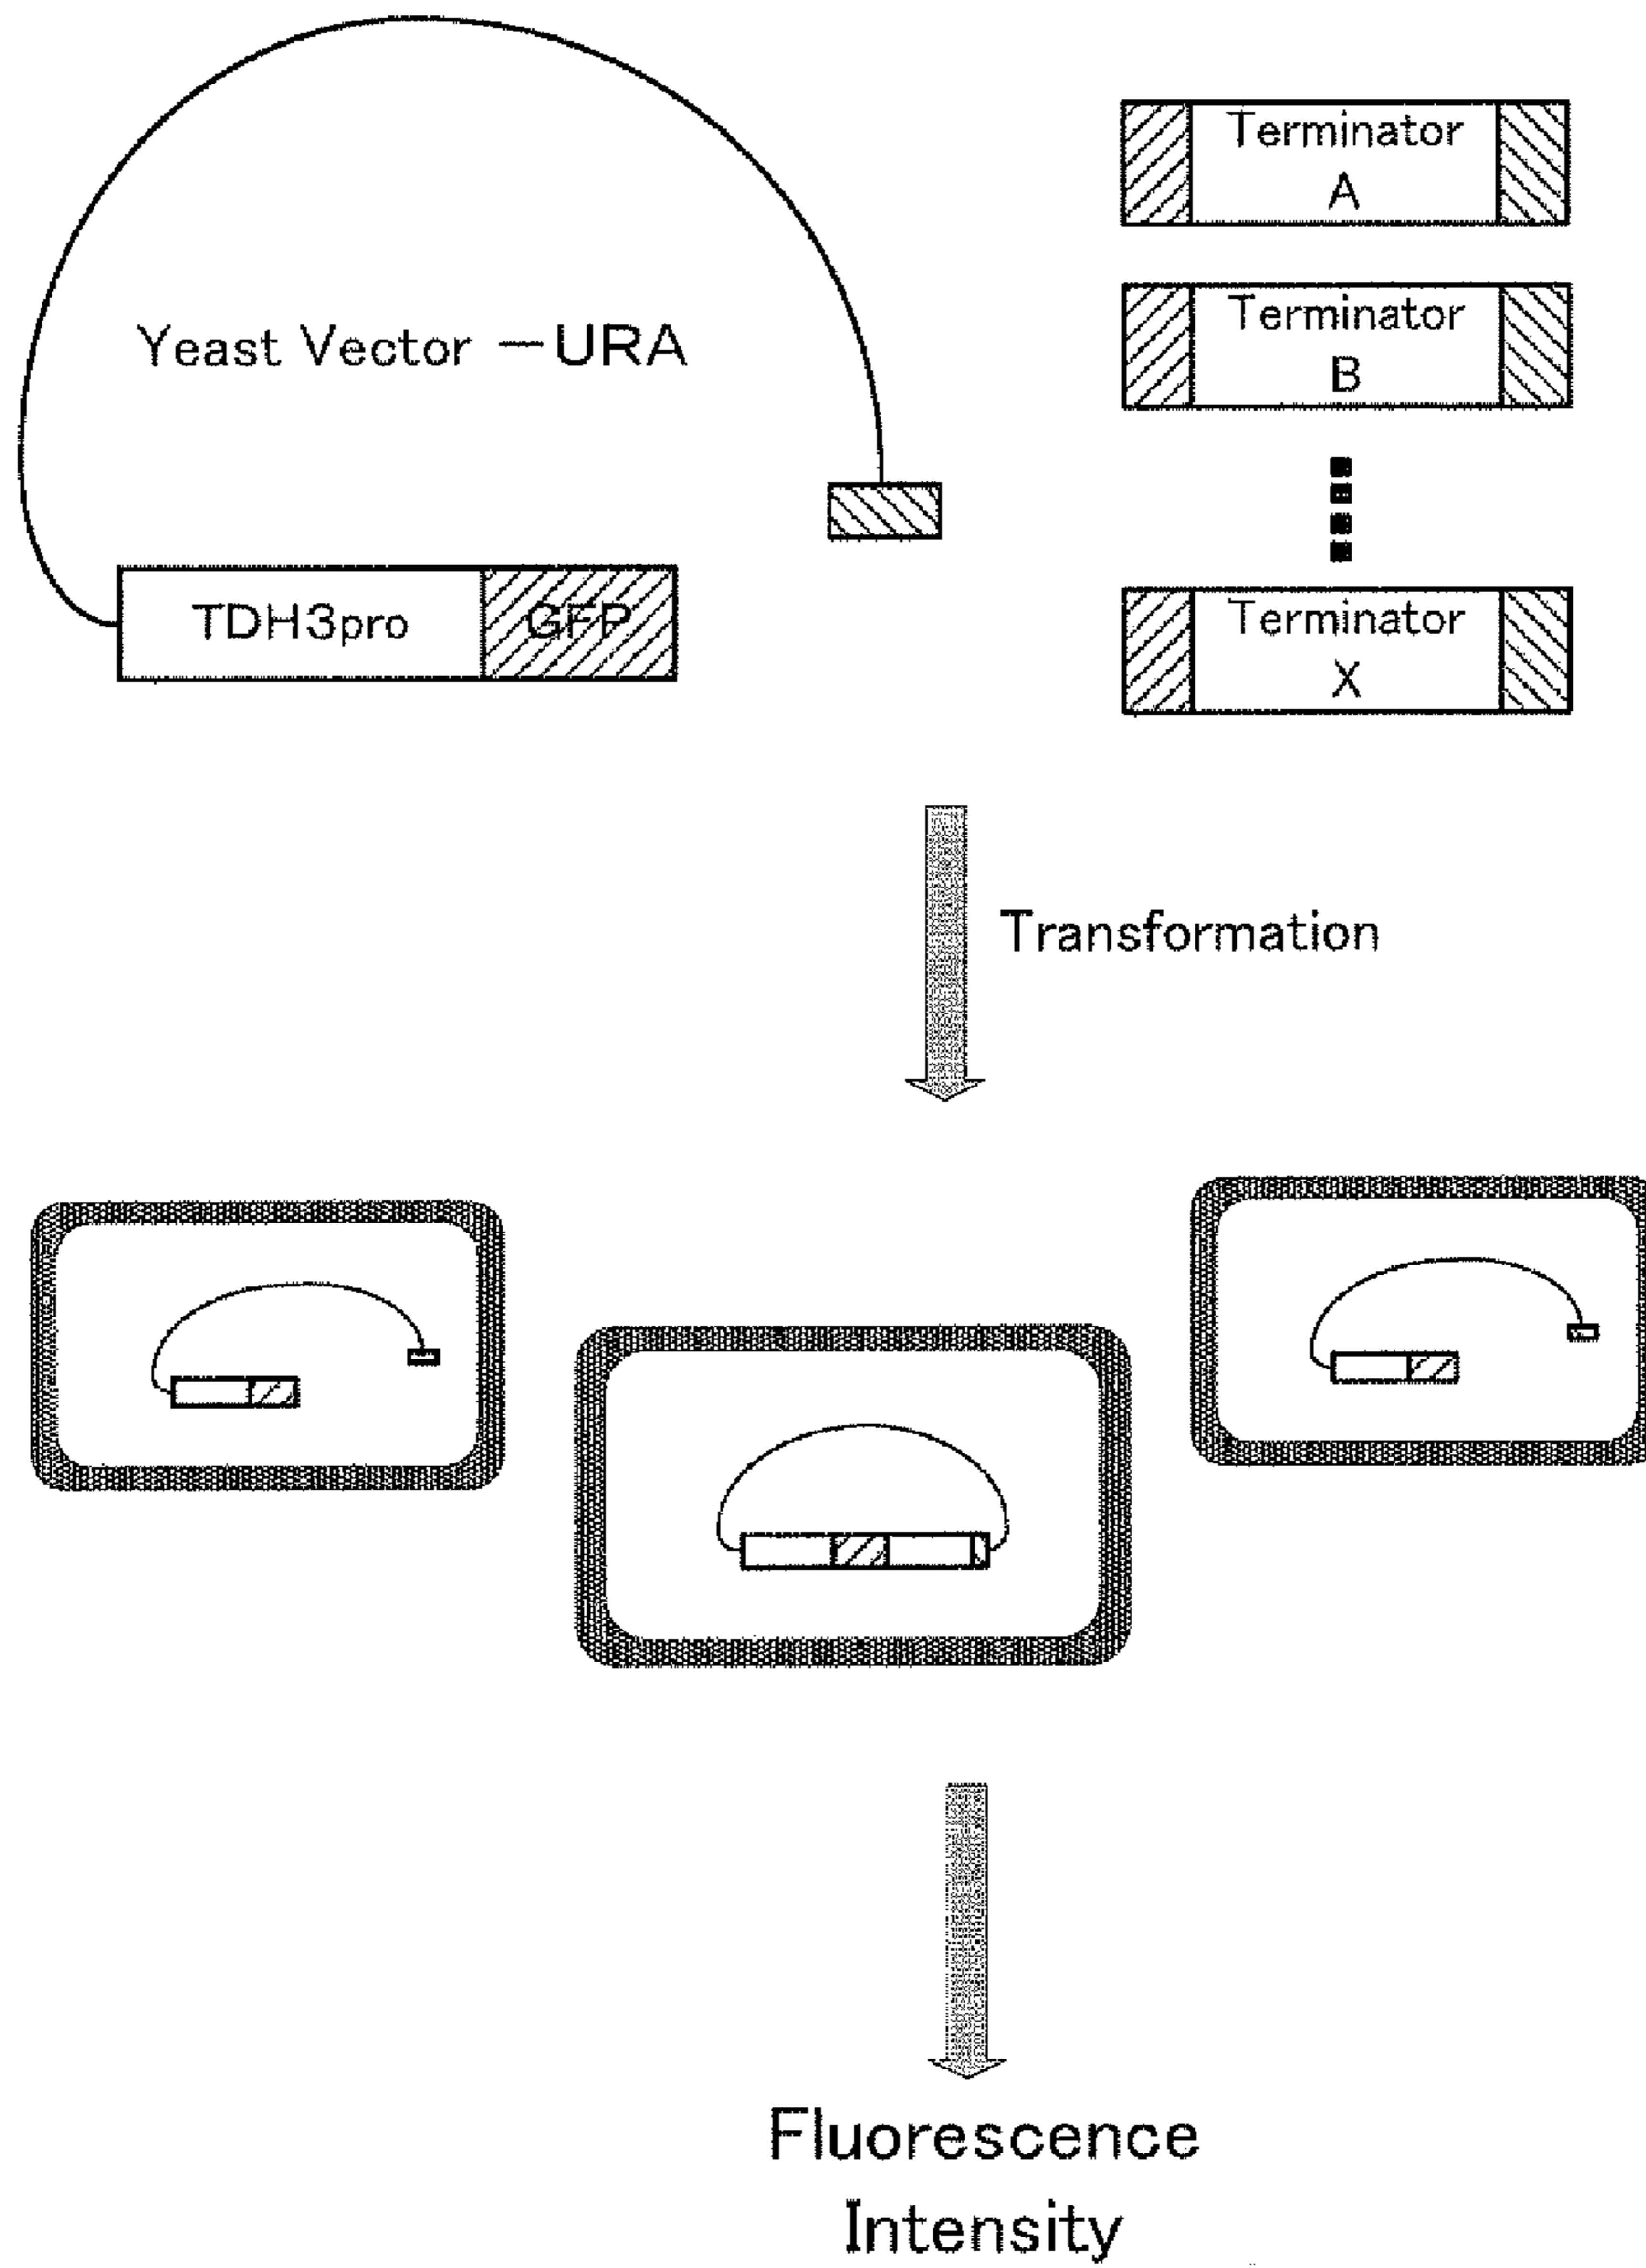 Yeast Vector －URA
TDH3pro
GFP
Terminator
A
Terminator
B
Terminator
X
Transformation
Fluorescence
Intensity